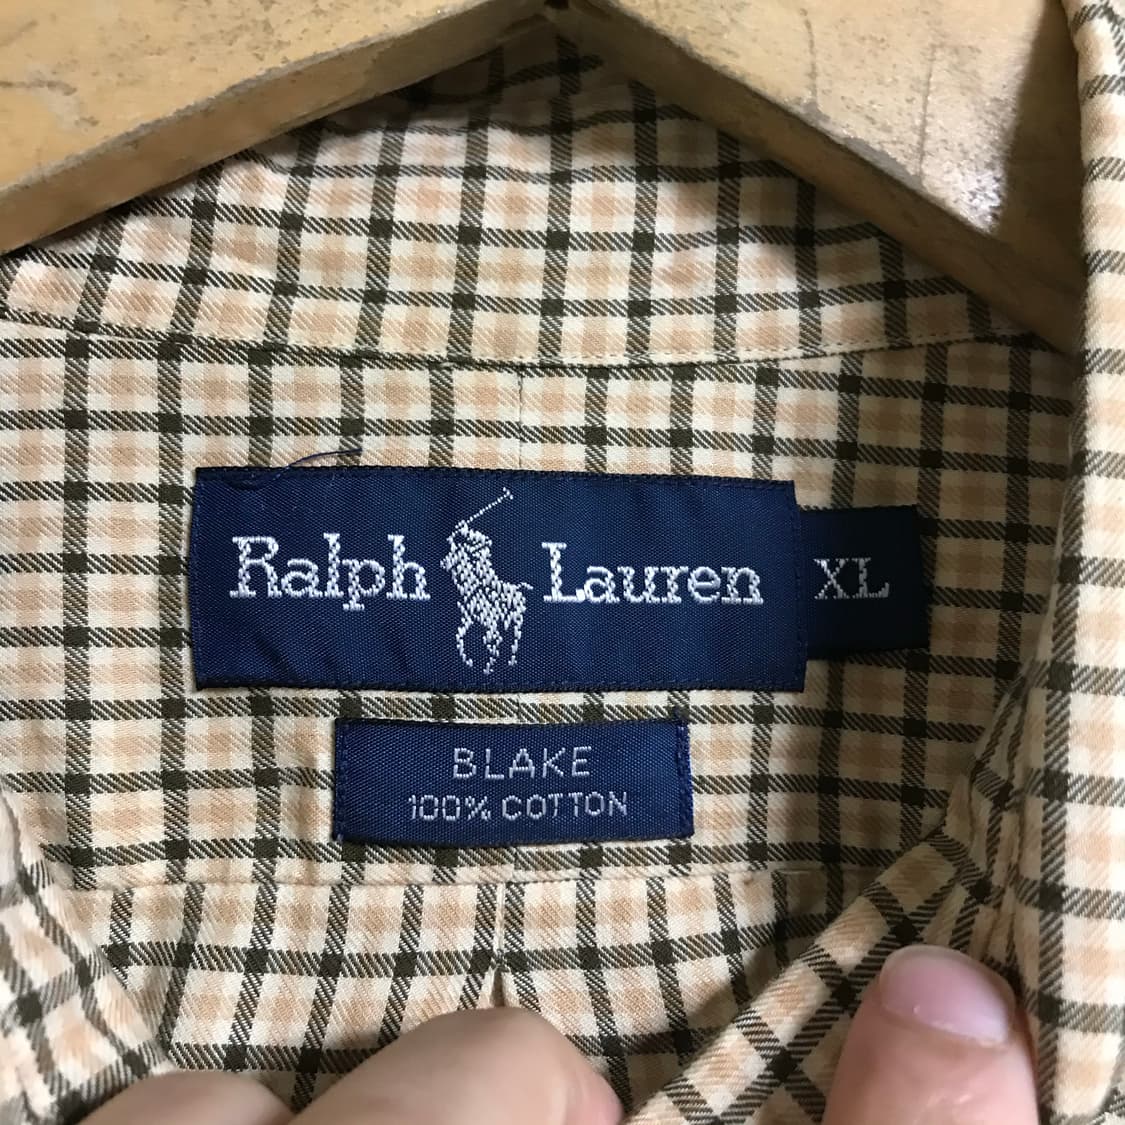 Ralph Lauren XL
BLAKE
100% COTTON